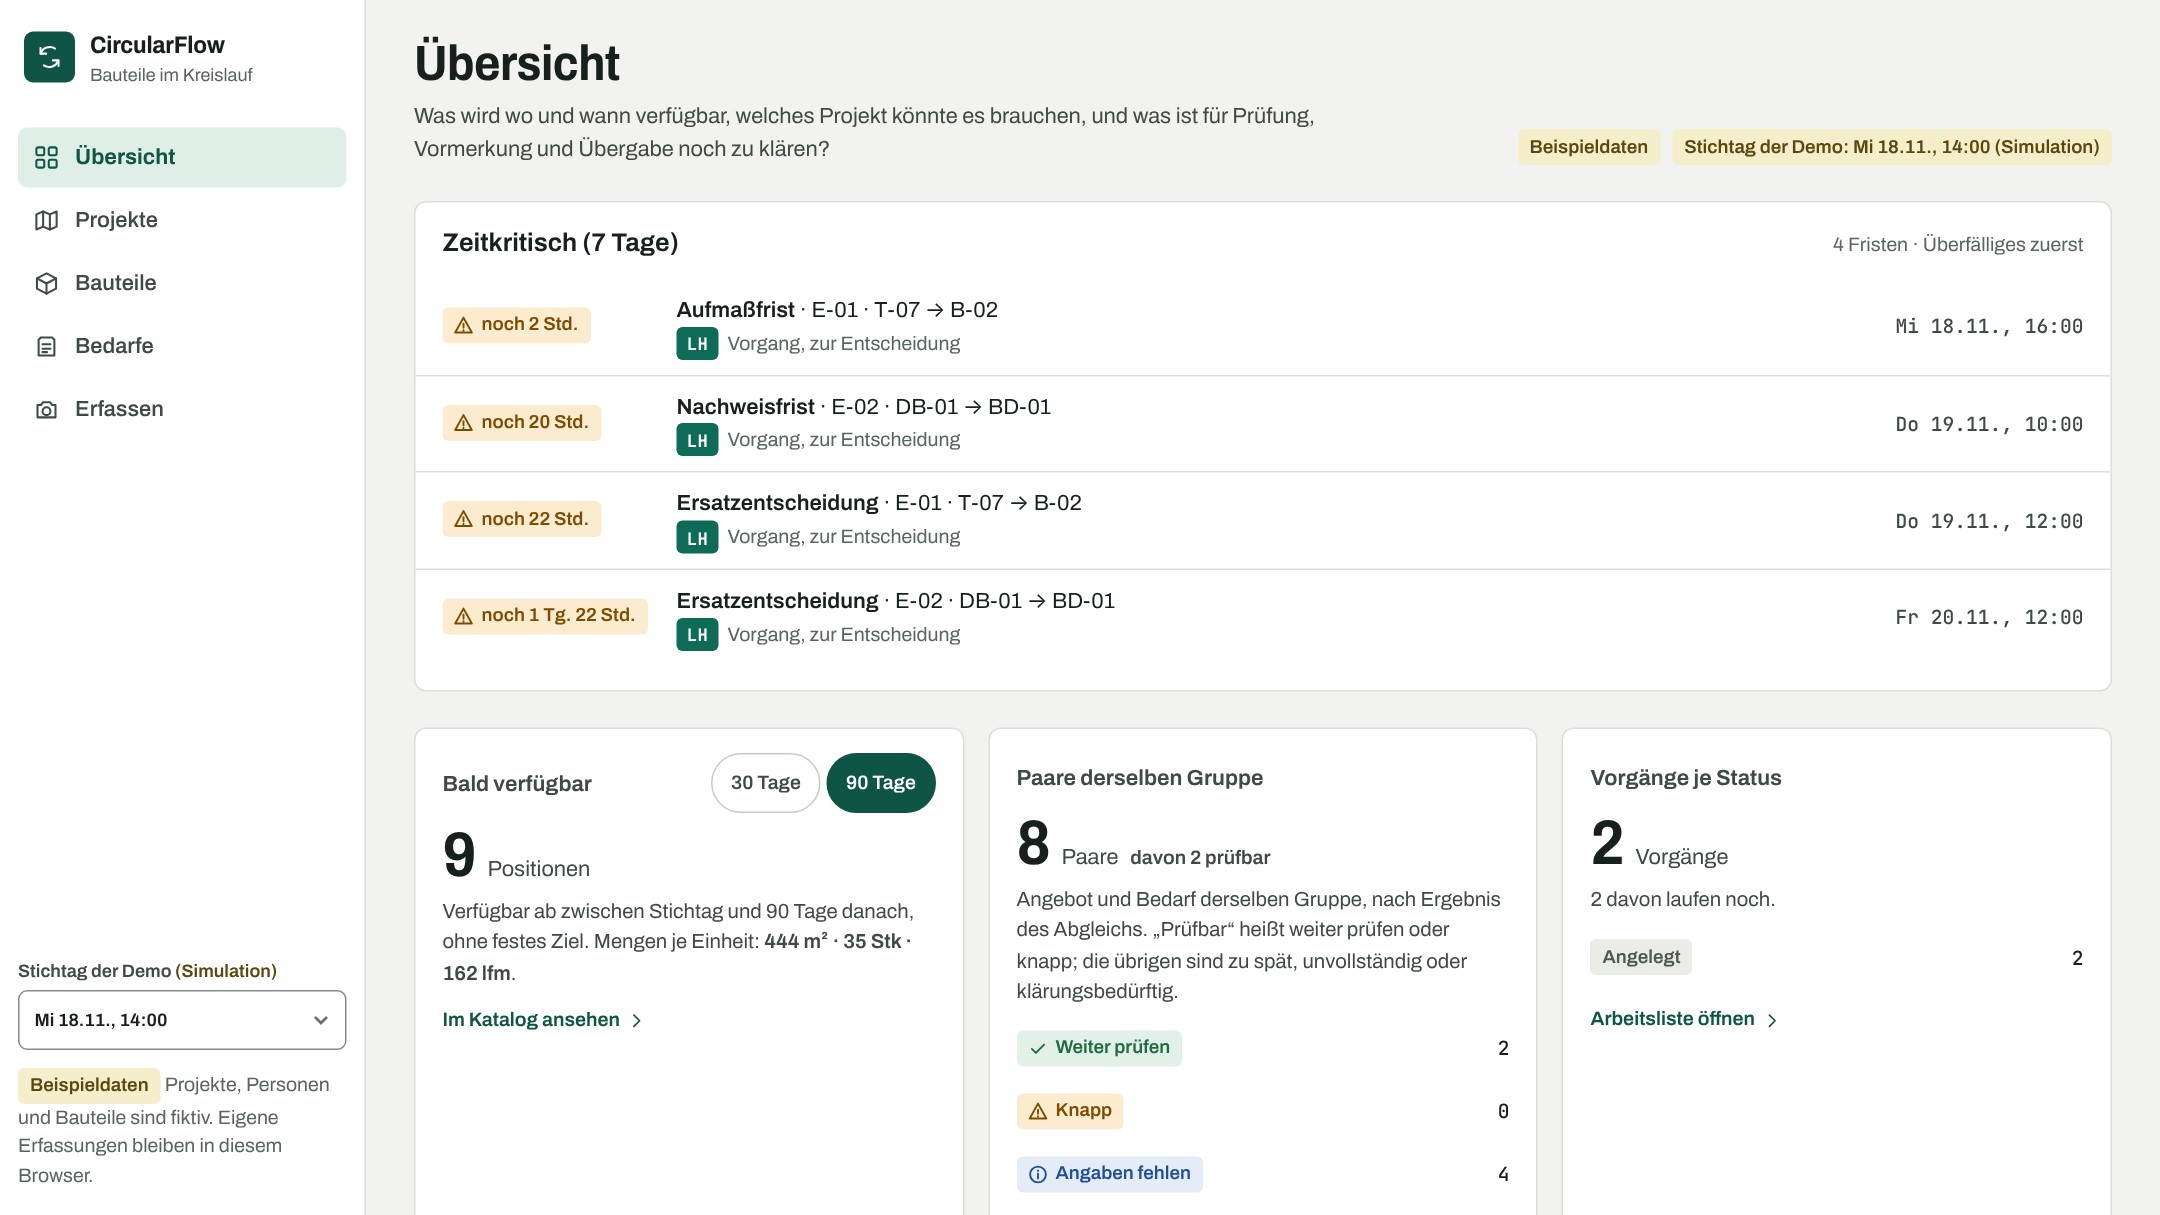 CircularFlow
Bauteile im Kreislauf
Übersicht
Projekte
Bauteile
Bedarfe
Erfassen
Stichtag der Demo (Simulation)
Mi 18.11., 14:00
Beispieldaten Projekte, Personen
und Bauteile sind fiktiv. Eigene
Erfassungen bleiben in diesem
Browser.
Übersicht
Was wird wo und wann verfügbar, welches Projekt könnte es brauchen, und was ist für Prüfung,
Vormerkung und Übergabe noch zu klären?
Beispieldaten
Stichtag der Demo: Mi 18.11., 14:00 (Simulation)
Zeitkritisch (7 Tage)
4 Fristen · Überfälliges zuerst
noch 2 Std.
Aufmaßfrist · E-01 · T-07 → B-02
LH Vorgang, zur Entscheidung
Mi 18.11., 16:00
noch 20 Std.
Nachweisfrist · E-02 · DB-01 → BD-01
LH Vorgang, zur Entscheidung
Do 19.11., 10:00
noch 22 Std.
Ersatzentscheidung · E-01 · T-07 → B-02
LH Vorgang, zur Entscheidung
Do 19.11., 12:00
noch 1 Tg. 22 Std.
Ersatzentscheidung · E-02 · DB-01 → BD-01
LH Vorgang, zur Entscheidung
Fr 20.11., 12:00
Bald verfügbar
30 Tage
90 Tage
9 Positionen
Verfügbar ab zwischen Stichtag und 90 Tage danach,
ohne festes Ziel. Mengen je Einheit: 444 m² · 35 Stk ·
162 lfm.
Im Katalog ansehen
Paare derselben Gruppe
8 Paare davon 2 prüfbar
Angebot und Bedarf derselben Gruppe, nach Ergebnis
des Abgleichs. „Prüfbar“ heißt weiter prüfen oder
knapp; die übrigen sind zu spät, unvollständig oder
klärungsbedürftig.
Weiter prüfen 2
Knapp 0
Angaben fehlen 4
Vorgänge je Status
2 Vorgänge
2 davon laufen noch.
Angelegt 2
Arbeitsliste öffnen